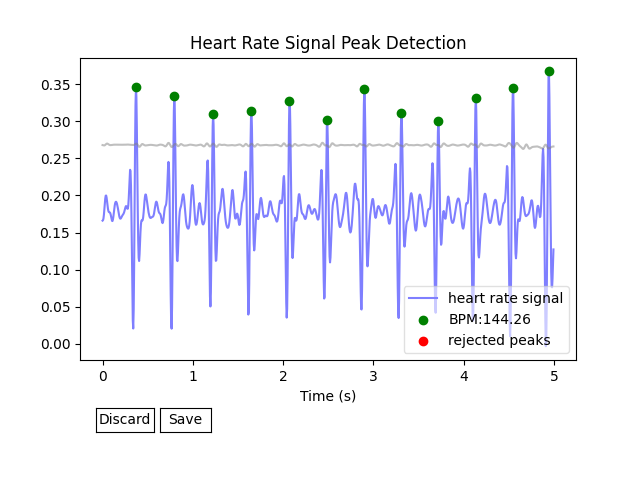 Heart Rate Signal Peak Detection
0.35
0.30
0.25
0.20
0.15
0.10
0.05
0.00
heart rate signal
BPM:144.26
rejected peaks
0 1 2 3 4 5
Time (s)
Discard Save